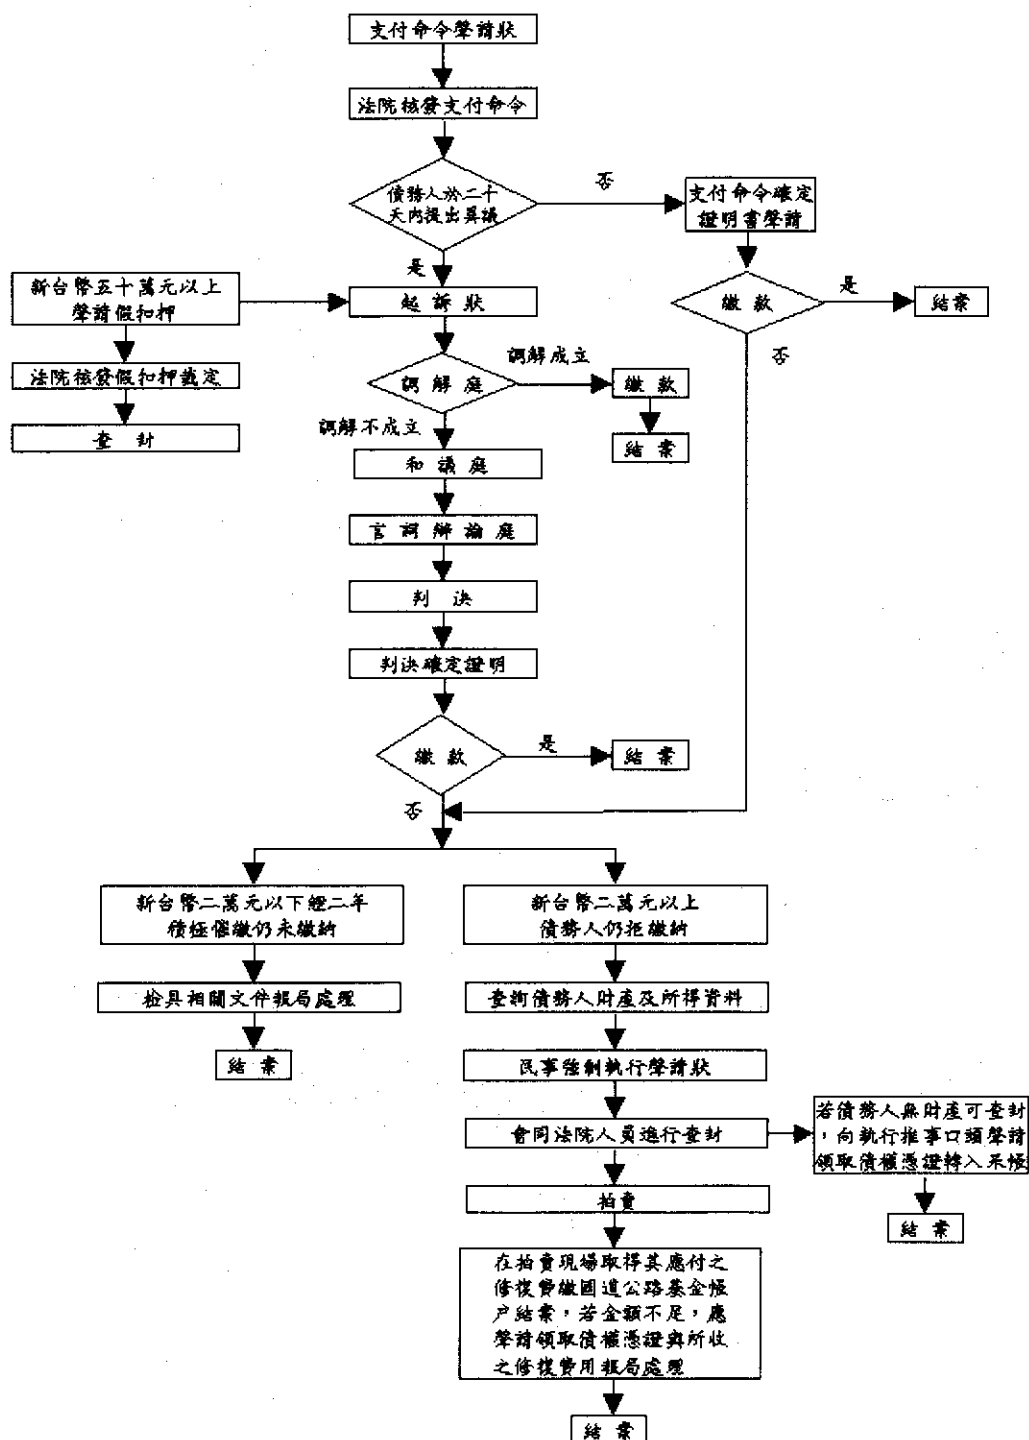 支付命令聲請狀
法院核發支付命令
債務人於二十
天內提出異議
否
支付命令確定
證明書聲請
是
新台幣五十萬元以上
聲請假扣押
起訴狀
繳款
是
結案
否
法院核發假扣押裁定
調解庭
調解成立
繳款
查封
調解不成立
結案
和議庭
言詞辯論庭
判決
判決確定證明
繳款
是
結案
否
新台幣二萬元以下經二年
積極催繳仍未繳納
新台幣二萬元以上
債務人仍拒繳納
檢具相關文件報局處理
查詢債務人財產及所得資料
結案
民事強制執行聲請狀
會同法院人員進行查封
若債務人無財產可查封
，向執行推事口頭聲請
領取債權憑證轉入呆帳
拍賣
結案
在拍賣現場取得其應付之
修復費繳國道公路基金帳
戶結案，若金額不足，應
聲請領取債權憑證與所收
之修復費用報局處理
結案